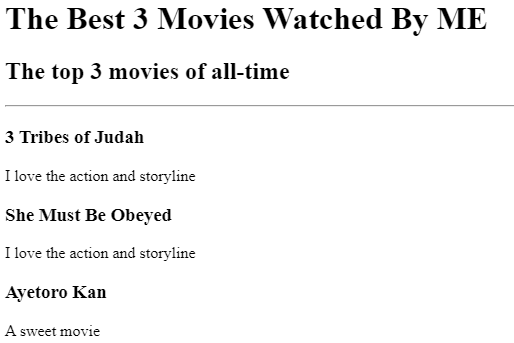 The Best 3 Movies Watched By ME
The top 3 movies of all-time
3 Tribes of Judah
I love the action and storyline
She Must Be Obeyed
I love the action and storyline
Ayetoro Kan
A sweet movie